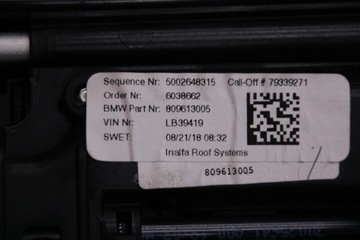 Sequence Nr: 5002648315 Call-Off # 79339271
Order Nr: 6038662
BMW Part Nr: 809613005
VIN Nr: LB39419
SWET: 08/21/18 08:32
Inalfa Roof Systems
809613005